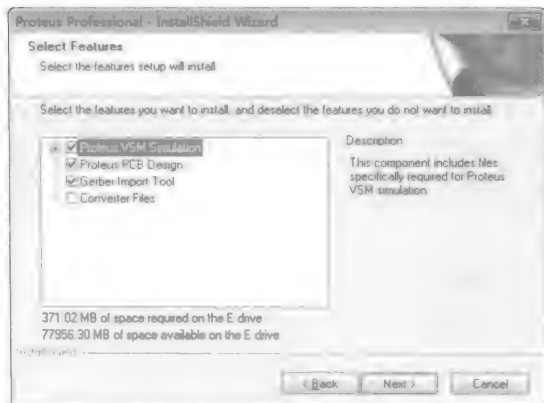 Proteus Professional - InstallShield Wizard
Select Features
Select the features setup will install
Select the features you want to install, and deselect the features you do not want to install.
Proteus VSM Simulation
Proteus PCB Design
Gerber Import Tool
Converter Files
Description
This component includes files
specifically required for Proteus
VSM simulation
371.02 MB of space required on the E drive
77956.30 MB of space available on the E drive
InstallShield
< Back
Next >
Cancel